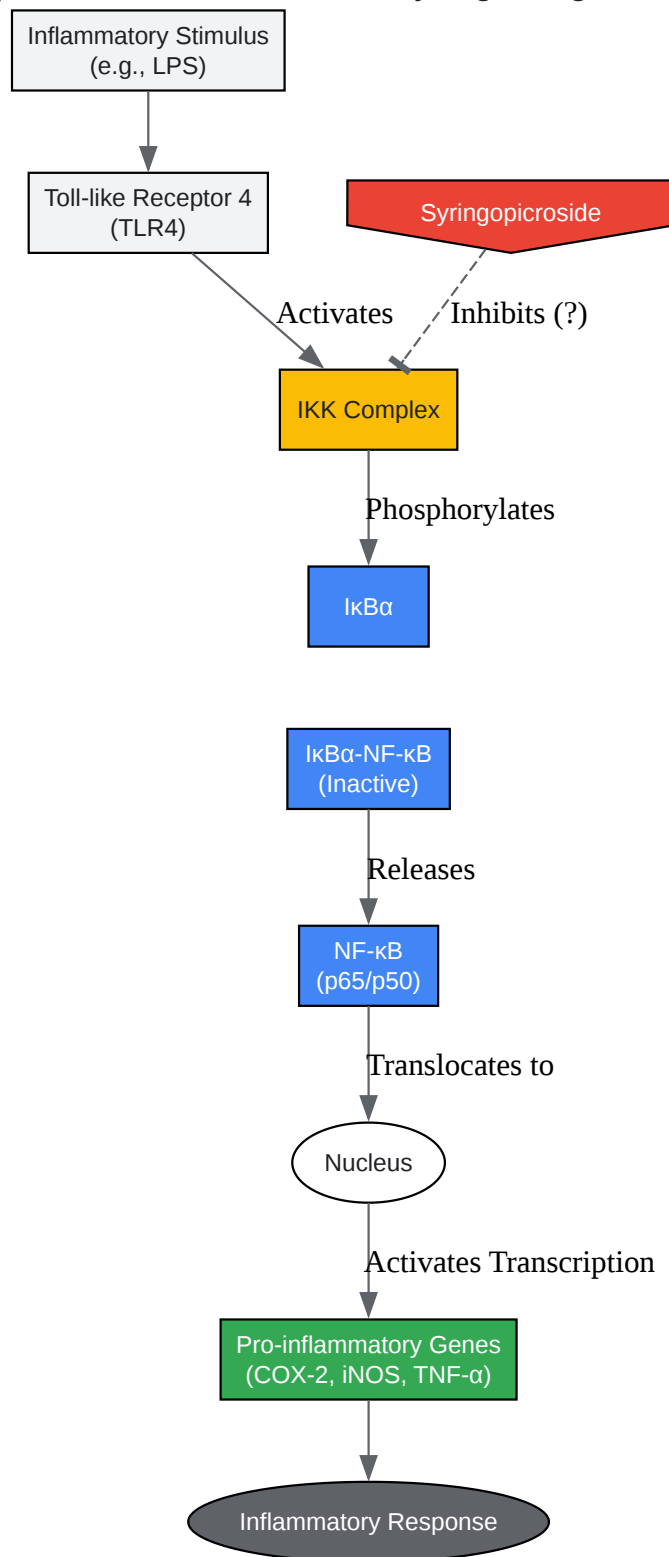 Inflammatory Stimulus
(e.g., LPS)
Toll-like Receptor 4
(TLR4)
Syringopicroside
Activates
Inhibits (?)
IKK Complex
Phosphorylates
IκBα
IκBα-NF-κB
(Inactive)
Releases
NF-κB
(p65/p50)
Translocates to
Nucleus
Activates Transcription
Pro-inflammatory Genes
(COX-2, iNOS, TNF-α)
Inflammatory Response